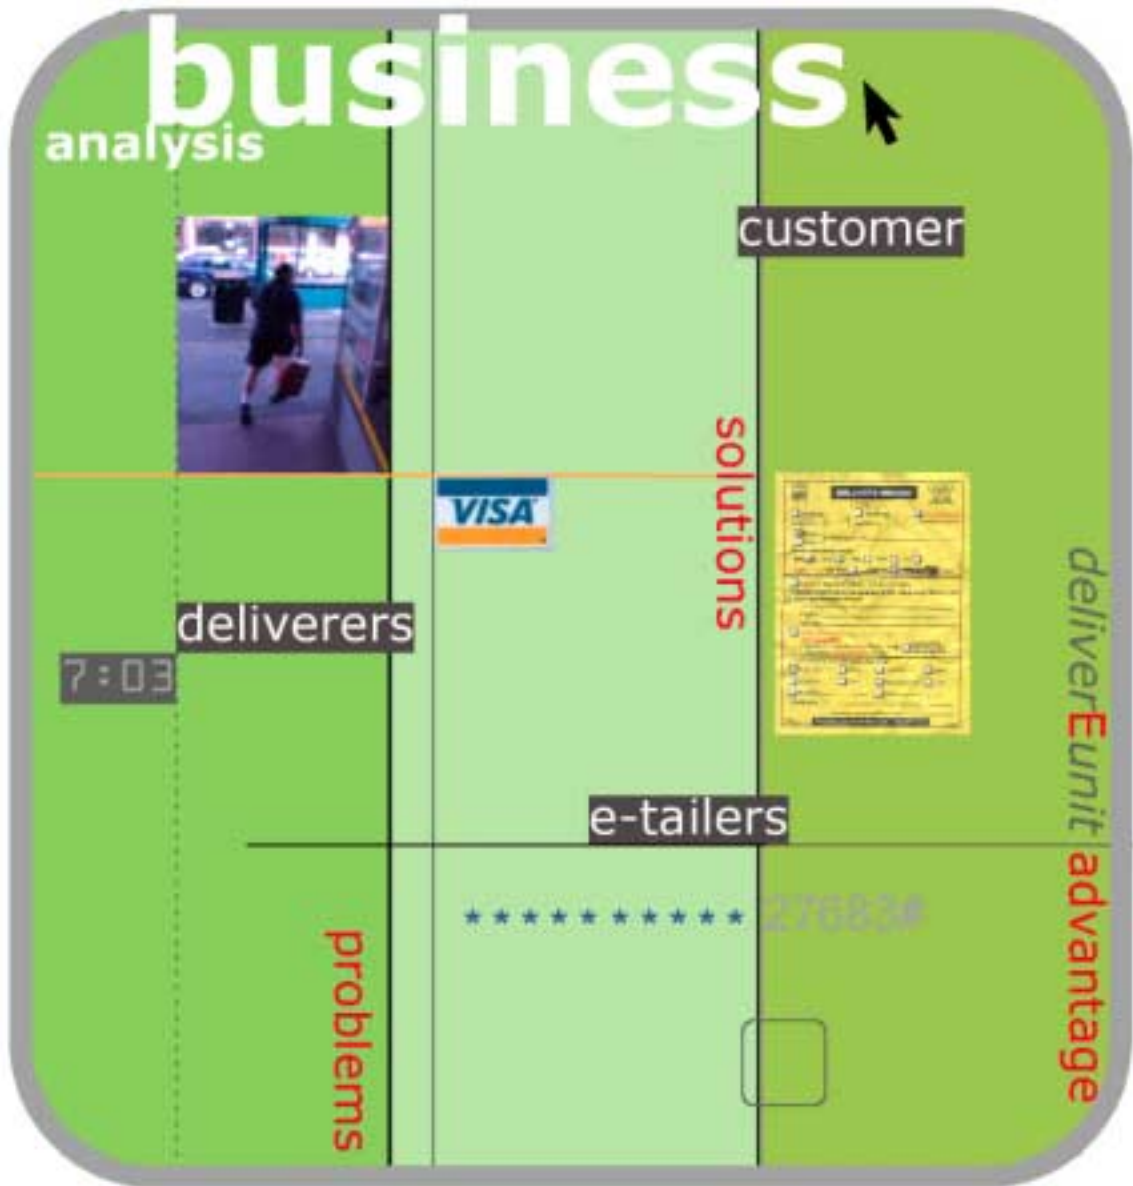 business
analysis
customer
solutions
VISA
deliverers
7:03
deliverEunit advantage
e-tailers
**********27683#
problems